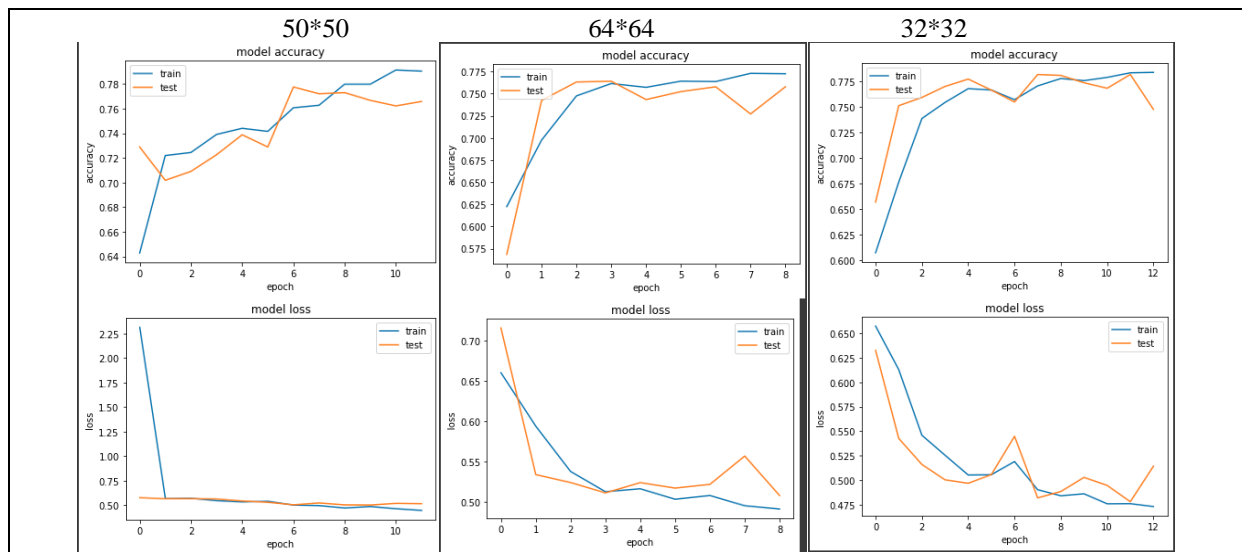 50*50
64*64
32*32
model accuracy
train
test
0.78
0.76
0.74
0.72
0.70
0.68
0.66
0.64
accuracy
0 2 4 6 8 10
epoch
model accuracy
train
test
0.775
0.750
0.725
0.700
0.675
0.650
0.625
0.600
0.575
accuracy
0 1 2 3 4 5 6 7 8
epoch
model accuracy
train
test
0.775
0.750
0.725
0.700
0.675
0.650
0.625
0.600
accuracy
0 2 4 6 8 10 12
epoch
model loss
train
test
2.25
2.00
1.75
1.50
1.25
1.00
0.75
0.50
loss
0 2 4 6 8 10
epoch
model loss
train
test
0.70
0.65
0.60
0.55
0.50
loss
0 1 2 3 4 5 6 7 8
epoch
model loss
train
test
0.650
0.625
0.600
0.575
0.550
0.525
0.500
0.475
loss
0 2 4 6 8 10 12
epoch